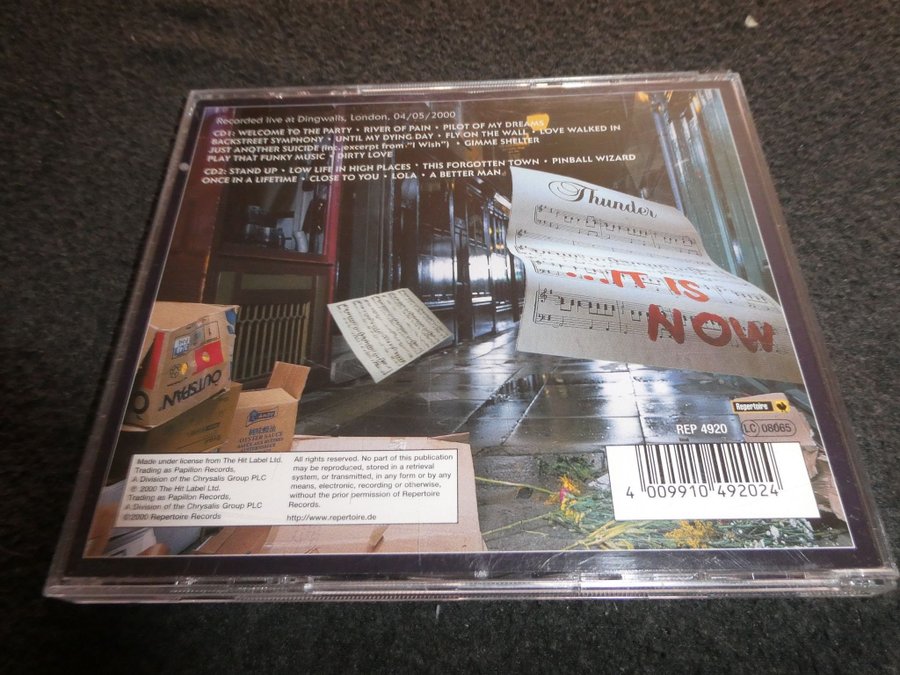 Recorded live at Dingwalls, London, 04/05/2000
CD1: WELCOME TO THE PARTY • RIVER OF PAIN • PILOT OF MY DREAMS
BACKSTREET SYMPHONY • UNTIL MY DYING DAY • FLY ON THE WALL • LOVE WALKED IN
JUST ANOTHER SUICIDE (inc. excerpt from "I Wish") • GIMME SHELTER
PLAY THAT FUNKY MUSIC • DIRTY LOVE
CD2: STAND UP • LOW LIFE IN HIGH PLACES • THIS FORGOTTEN TOWN • PINBALL WIZARD
ONCE IN A LIFETIME • CLOSE TO YOU • LOLA • A BETTER MAN
Thunder
...IT IS
NOW
OUTSPAN
OYSTER SAUCE
Repertoire
REP 4920
LC 08065
Made under license from The Hit Label Ltd.
Trading as Papillon Records,
A Division of the Chrysalis Group PLC
℗ 2000 The Hit Label Ltd.
Trading as Papillon Records,
A Division of the Chrysalis Group PLC
©2000 Repertoire Records
All rights reserved. No part of this publication
may be reproduced, stored in a retrieval
system, or transmitted, in any form or by any
means, electronic, recording or otherwise,
without the prior permission of Repertoire
Records.
http://www.repertoire.de
4 009910 492024